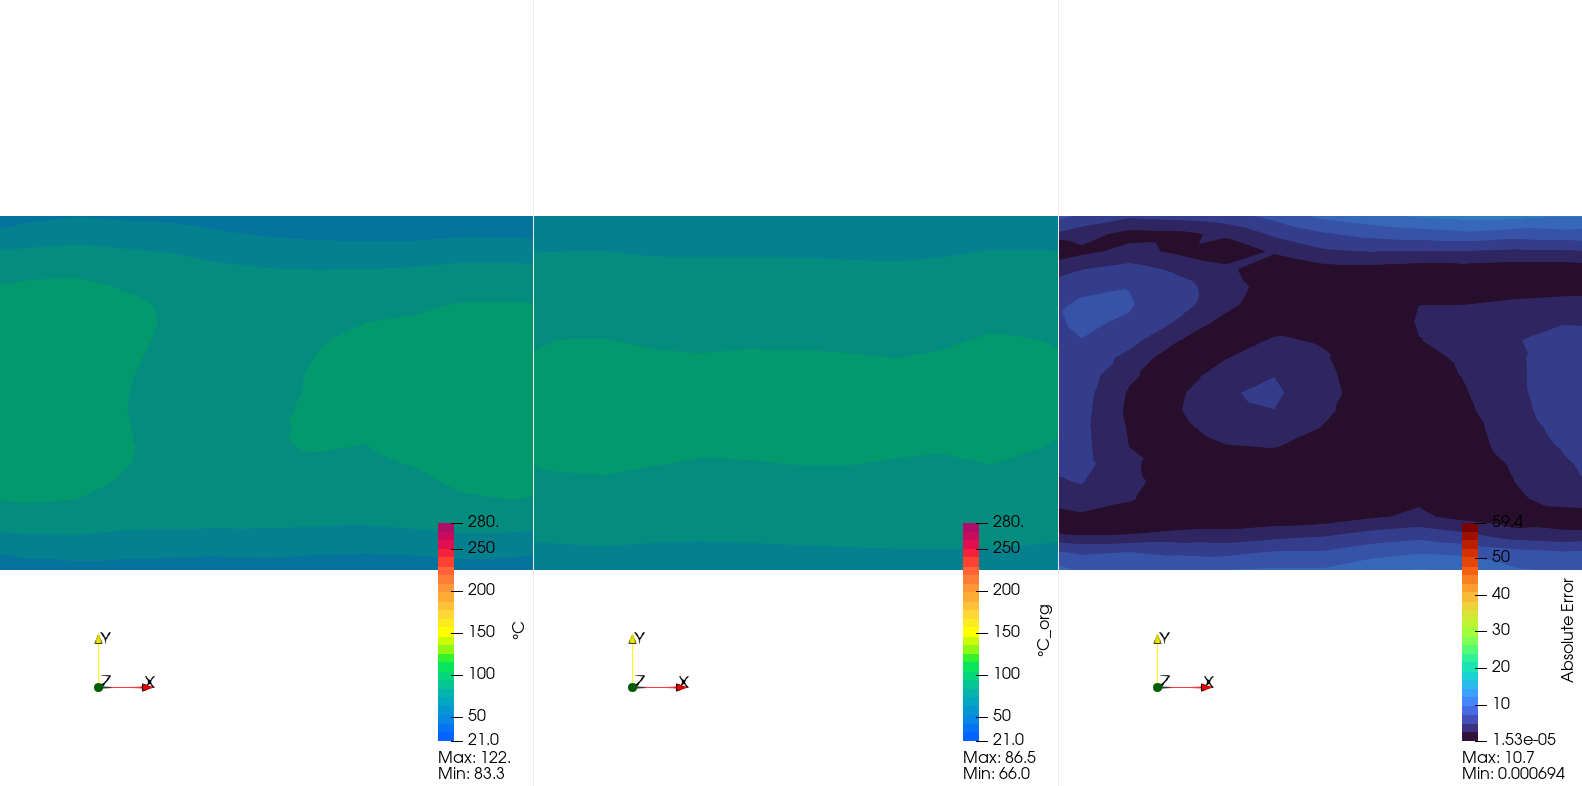 280.
250
200
150
100
50
21.0
°C
Max: 122.
Min: 83.3
Y
Z
X
280.
250
200
150
100
50
21.0
°C_org
Max: 86.5
Min: 66.0
Y
Z
X
59.4
50
40
30
20
10
1.53e-05
Absolute Error
Max: 10.7
Min: 0.000694
Y
Z
X